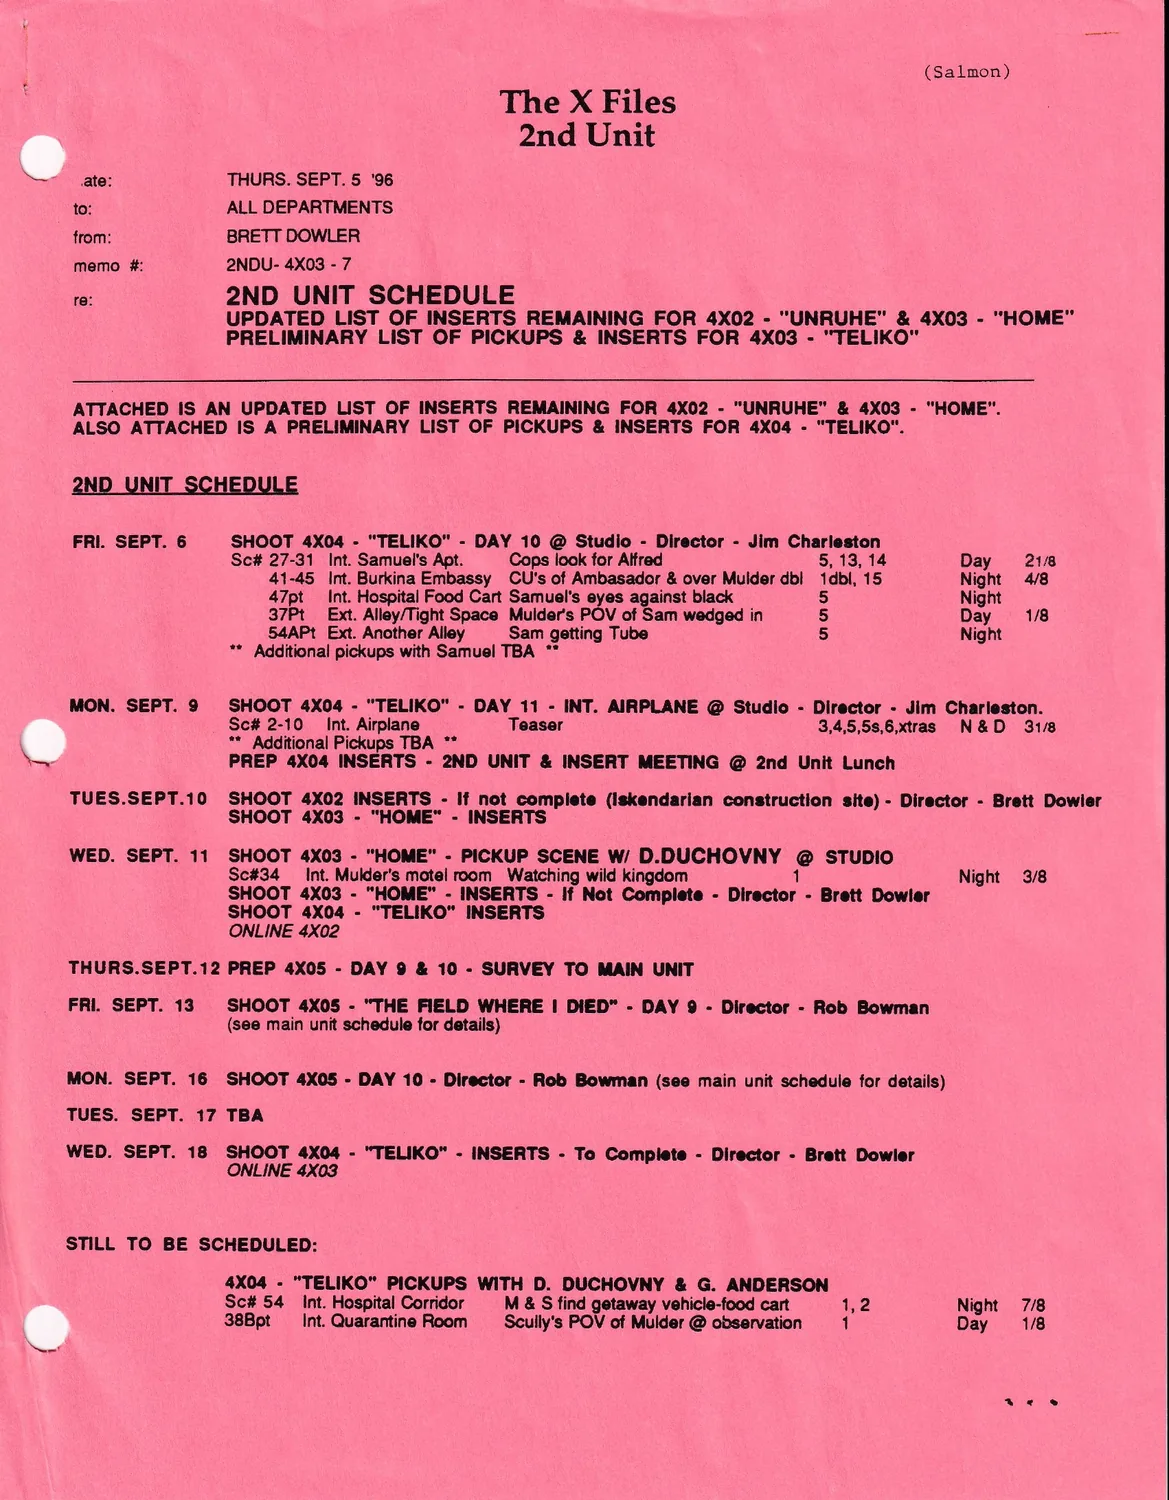 (Salmon)
The X Files
2nd Unit
ate: THURS. SEPT. 5 '96
to: ALL DEPARTMENTS
from: BRETT DOWLER
memo #: 2NDU- 4X03 - 7
re: 2ND UNIT SCHEDULE
UPDATED LIST OF INSERTS REMAINING FOR 4X02 - "UNRUHE" & 4X03 - "HOME"
PRELIMINARY LIST OF PICKUPS & INSERTS FOR 4X03 - "TELIKO"
ATTACHED IS AN UPDATED LIST OF INSERTS REMAINING FOR 4X02 - "UNRUHE" & 4X03 - "HOME".
ALSO ATTACHED IS A PRELIMINARY LIST OF PICKUPS & INSERTS FOR 4X04 - "TELIKO".
2ND UNIT SCHEDULE
FRI. SEPT. 6 SHOOT 4X04 - "TELIKO" - DAY 10 @ Studio - Director - Jim Charleston
Sc# 27-31 Int. Samuel's Apt. Cops look for Alfred 5, 13, 14 Day 2 1/8
41-45 Int. Burkina Embassy CU's of Ambasador & over Mulder dbl 1dbl, 15 Night 4/8
47pt Int. Hospital Food Cart Samuel's eyes against black 5 Night
37Pt Ext. Alley/Tight Space Mulder's POV of Sam wedged in 5 Day 1/8
54APt Ext. Another Alley Sam getting Tube 5 Night
** Additional pickups with Samuel TBA **
MON. SEPT. 9 SHOOT 4X04 - "TELIKO" - DAY 11 - INT. AIRPLANE @ Studio - Director - Jim Charleston.
Sc# 2-10 Int. Airplane Teaser 3,4,5,5s,6,xtras N & D 3 1/8
** Additional Pickups TBA **
PREP 4X04 INSERTS - 2ND UNIT & INSERT MEETING @ 2nd Unit Lunch
TUES.SEPT.10 SHOOT 4X02 INSERTS - If not complete (Iskendarian construction site) - Director - Brett Dowler
SHOOT 4X03 - "HOME" - INSERTS
WED. SEPT. 11 SHOOT 4X03 - "HOME" - PICKUP SCENE W/ D.DUCHOVNY @ STUDIO
Sc#34 Int. Mulder's motel room Watching wild kingdom 1 Night 3/8
SHOOT 4X03 - "HOME" - INSERTS - If Not Complete - Director - Brett Dowler
SHOOT 4X04 - "TELIKO" INSERTS
ONLINE 4X02
THURS.SEPT.12 PREP 4X05 - DAY 9 & 10 - SURVEY TO MAIN UNIT
FRI. SEPT. 13 SHOOT 4X05 - "THE FIELD WHERE I DIED" - DAY 9 - Director - Rob Bowman
(see main unit schedule for details)
MON. SEPT. 16 SHOOT 4X05 - DAY 10 - Director - Rob Bowman (see main unit schedule for details)
TUES. SEPT. 17 TBA
WED. SEPT. 18 SHOOT 4X04 - "TELIKO" - INSERTS - To Complete - Director - Brett Dowler
ONLINE 4X03
STILL TO BE SCHEDULED:
4X04 - "TELIKO" PICKUPS WITH D. DUCHOVNY & G. ANDERSON
Sc# 54 Int. Hospital Corridor M & S find getaway vehicle-food cart 1, 2 Night 7/8
38Bpt Int. Quarantine Room Scully's POV of Mulder @ observation 1 Day 1/8